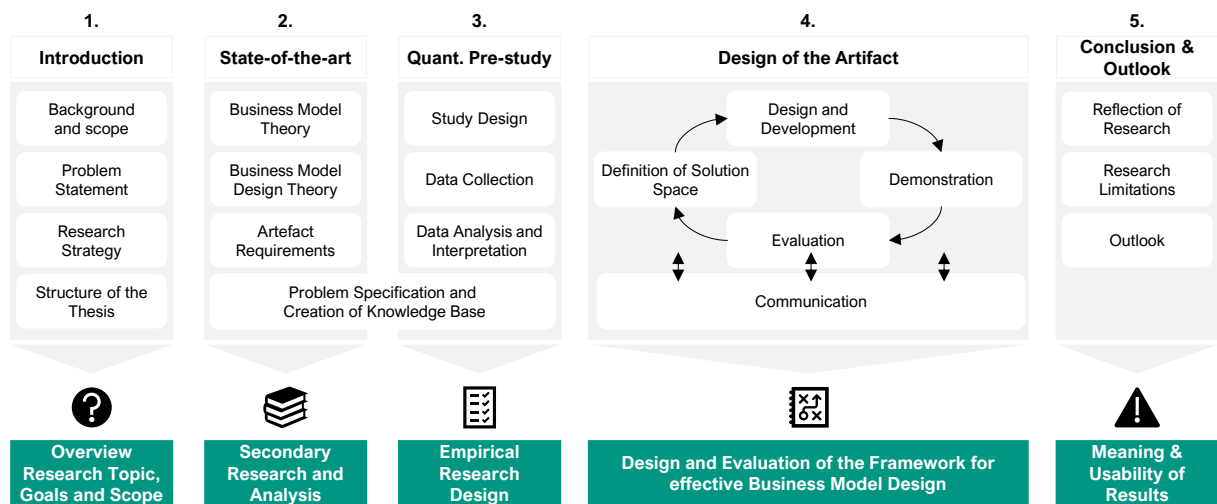 1.
Introduction
Background
and scope
Problem
Statement
Research
Strategy
Structure of the
Thesis
Overview
Research Topic,
Goals and Scope
2.
State-of-the-art
Business Model
Theory
Business Model
Design Theory
Artefact
Requirements
3.
Quant. Pre-study
Study Design
Data Collection
Data Analysis and
Interpretation
Problem Specification and
Creation of Knowledge Base
Secondary
Research and
Analysis
Empirical
Research
Design
4.
Design of the Artifact
Design and
Development
Definition of Solution
Space
Demonstration
Evaluation
Communication
Design and Evaluation of the Framework for
effective Business Model Design
5.
Conclusion &
Outlook
Reflection of
Research
Research
Limitations
Outlook
Meaning &
Usability of
Results